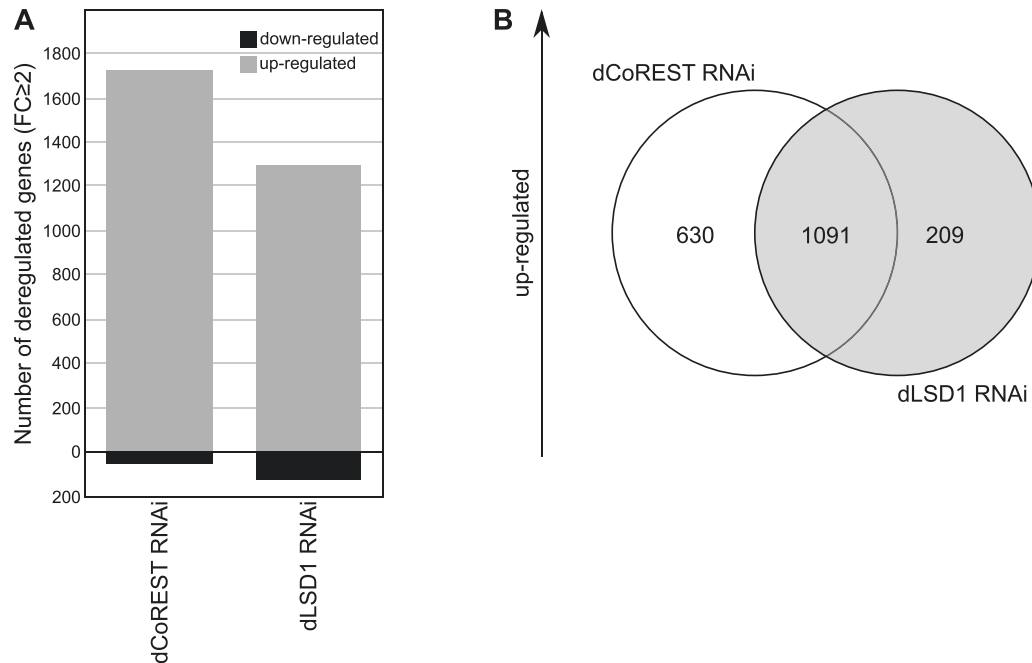 A
Number of deregulated genes (FC≥2)
1800
1600
1400
1200
1000
800
600
400
200
0
200
down-regulated
up-regulated
dCoREST RNAi
dLSD1 RNAi
B
up-regulated
dCoREST RNAi
630
1091
209
dLSD1 RNAi